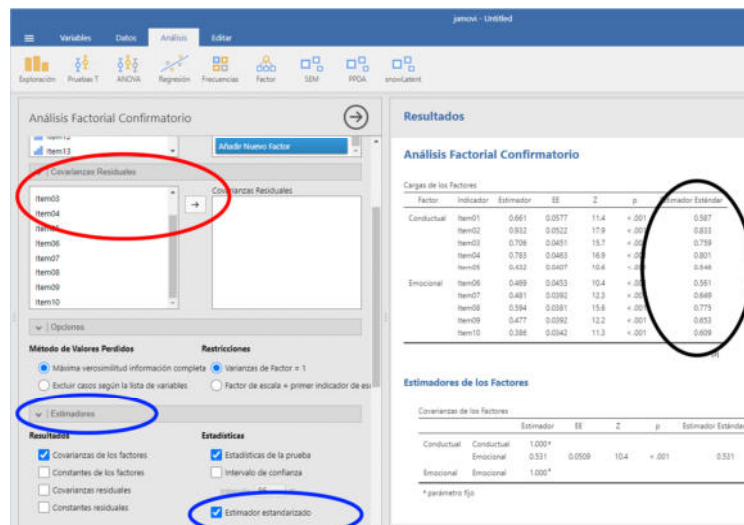 jamovi - Untitled
Variables Datos Análisis Editar
Exploración Pruebas T ANOVA Regresión Frecuencias Factor SEM PPDA snowLatent
Análisis Factorial Confirmatorio
Item12
Item13
Añadir Nuevo Factor
Covarianzas Residuales
Covarianzas Residuales
Item03
Item04
Item05
Item06
Item07
Item08
Item09
Item10
Opciones
Método de Valores Perdidos Restricciones
Máxima verosimilitud información completa Varianzas de Factor = 1
Excluir casos según la lista de variables Factor de escala = primer indicador de
Estimadores
Resultados Estadísticas
Covarianzas de los factores Estadísticas de la prueba
Constantes de los factores Intervalo de confianza
Covarianzas residuales
Constantes residuales Estimador estandarizado
Resultados
Análisis Factorial Confirmatorio
Cargas de los Factores
Factor Indicador Estimador EE Z p Estimador Estándar
Conductual Item01 0.661 0.0577 11.4 < .001 0.587
Item02 0.932 0.0522 17.9 < .001 0.833
Item03 0.706 0.0451 15.7 < .001 0.759
Item04 0.783 0.0463 16.9 < .001 0.801
Item05 0.432 0.0407 10.6 < .001 0.546
Emocional Item06 0.469 0.0453 10.4 < .001 0.561
Item07 0.481 0.0392 12.3 < .001 0.649
Item08 0.594 0.0381 15.6 < .001 0.775
Item09 0.477 0.0392 12.2 < .001 0.653
Item10 0.386 0.0342 11.3 < .001 0.609
Estimadores de los Factores
Covarianzas de los Factores
Estimador EE Z p Estimador Estándar
Conductual Conductual 1.000 ᵃ
Emocional 0.531 0.0509 10.4 < .001 0.531
Emocional Emocional 1.000 ᵃ
ᵃ parámetro fijo